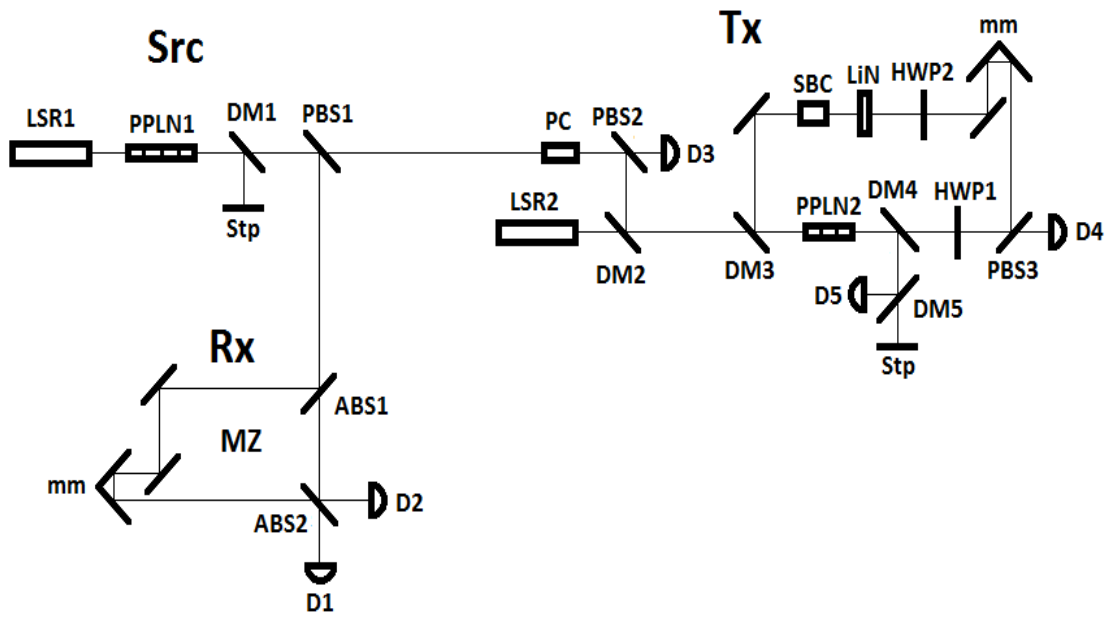 Src
Tx
mm
LSR1
PPLN1
DM1
PBS1
PC
PBS2
SBC
LiN
HWP2
D3
Stp
LSR2
DM2
DM3
PPLN2
DM4
HWP1
D4
PBS3
D5
DM5
Stp
Rx
ABS1
MZ
mm
ABS2
D2
D1